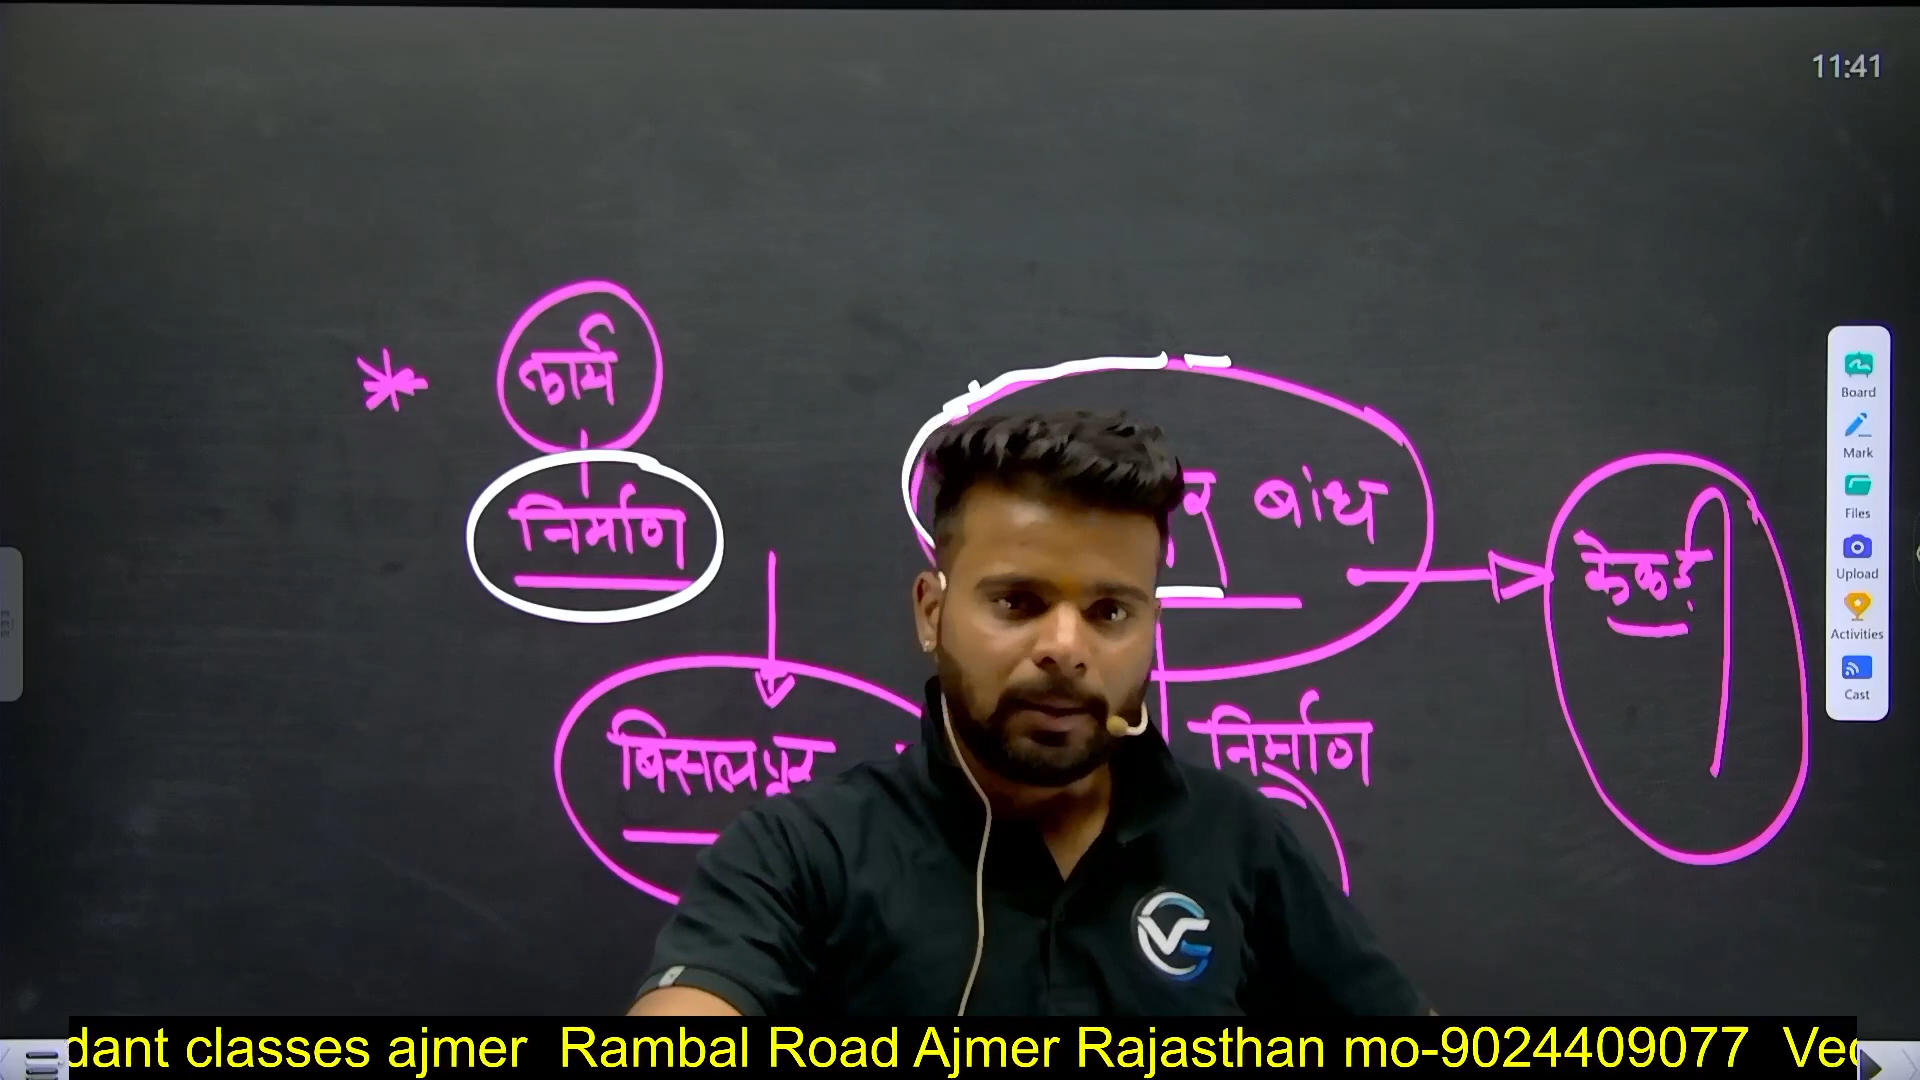 11:41
कार्य
निर्माण
बांध
केकड़ी
बिसलपुर
निर्माण
Board
Mark
Files
Upload
Activities
Cast
dant classes ajmer Rambal Road Ajmer Rajasthan mo-9024409077 Ved